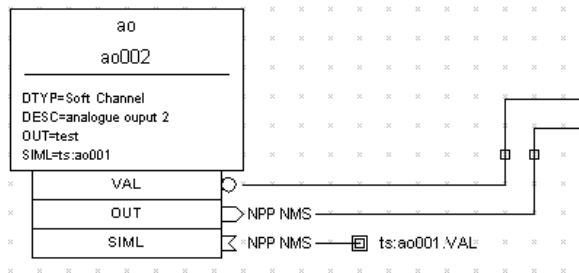 ao
ao002
DTYP=Soft Channel
DESC=analogue ouput 2
OUT=test
SIML=ts:ao001
VAL
OUT NPP NMS
SIML NPP NMS ts:ao001.VAL